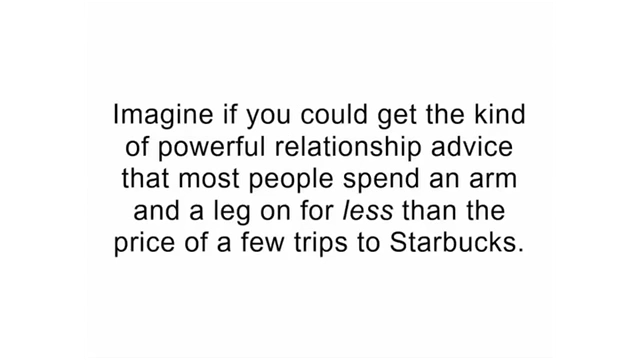 Imagine if you could get the kind
of powerful relationship advice
that most people spend an arm
and a leg on for less than the
price of a few trips to Starbucks.